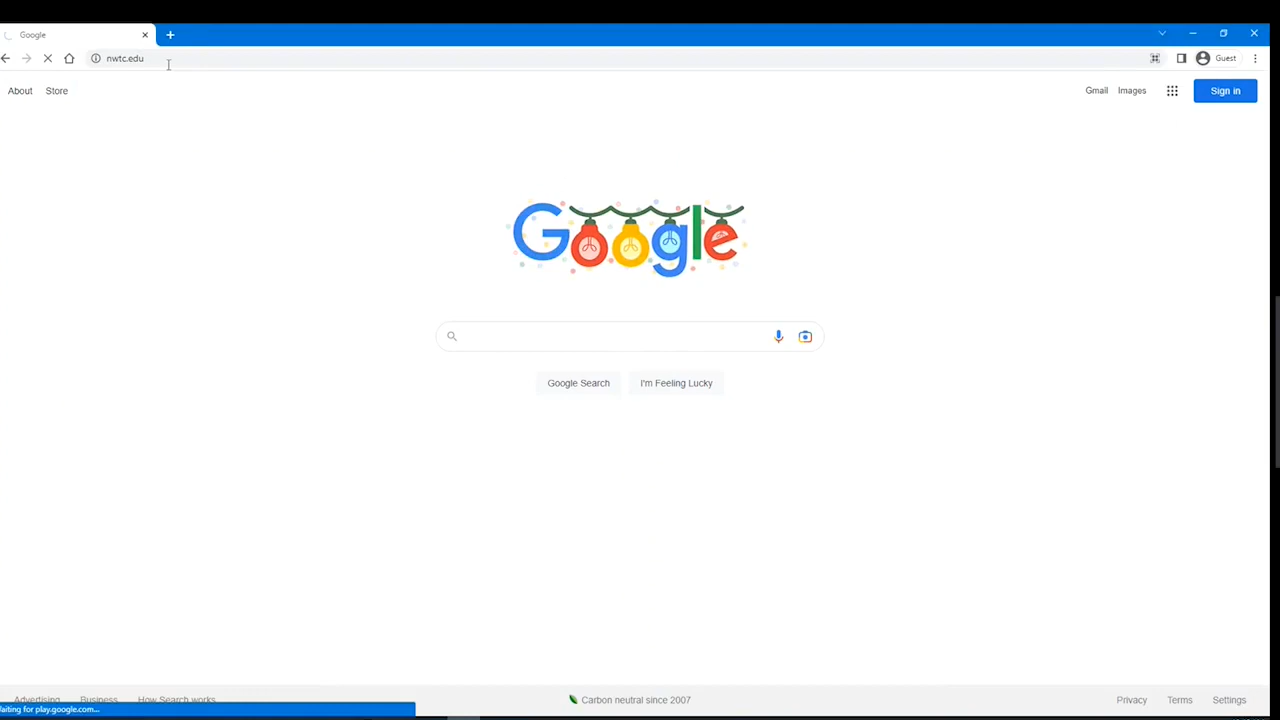 Google
nwtc.edu
Guest
About Store
Gmail Images
Sign in
Google
Google Search I'm Feeling Lucky
Advertising Business How Search works
Carbon neutral since 2007
Privacy Terms Settings
aiting for play.google.com...